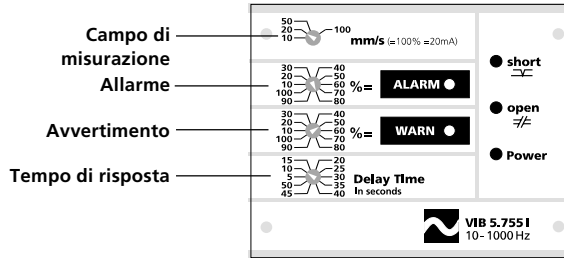 Campo di
misurazione
50
20
10
100
mm/s (=100% =20mA)
Allarme
30 40
20 50
10 60
100 70
90 80
%= ALARM
Avvertimento
30 40
20 50
10 60
100 70
90 80
%= WARN
Tempo di risposta
15 20
10 25
5 30
50 35
45 40
Delay Time
In seconds
short
open
Power
VIB 5.755 I
10-1000 Hz